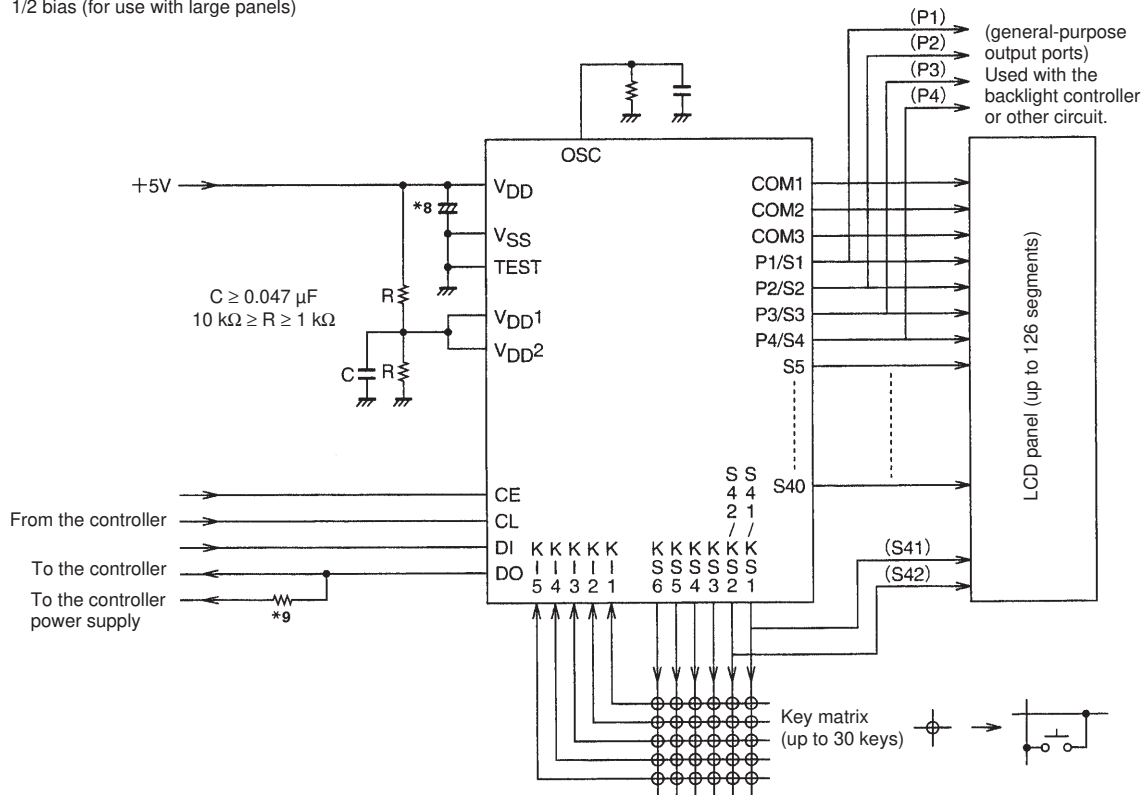 1/2 bias (for use with large panels)
(P1)
(P2)
(P3)
(P4)
(general-purpose
output ports)
Used with the
backlight controller
or other circuit.
OSC
+5V
*8
VDD
VSS
TEST
C ≥ 0.047 µF
10 kΩ ≥ R ≥ 1 kΩ
R
VDD1
VDD2
C
R
COM1
COM2
COM3
P1/S1
P2/S2
P3/S3
P4/S4
S5
S40
LCD panel (up to 126 segments)
From the controller
CE
CL
DI
To the controller
DO
To the controller
power supply
*9
KI5
KI4
KI3
KI2
KI1
KS6
KS5
KS4
KS3
S42/KS2
S41/KS1
(S41)
(S42)
Key matrix
(up to 30 keys)